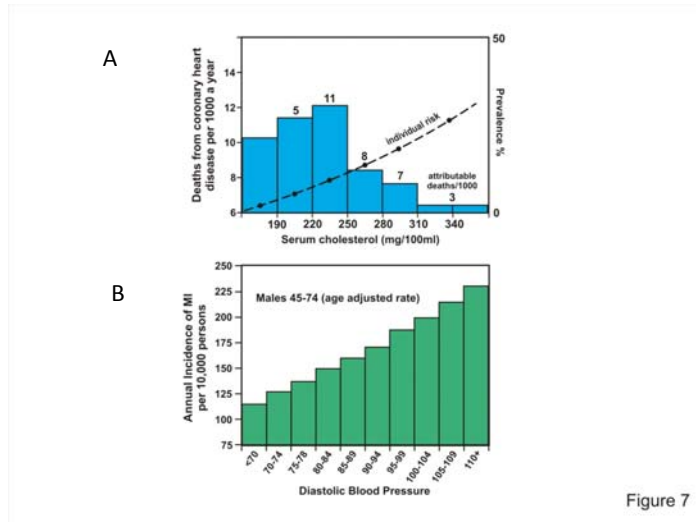 A
Deaths from coronary heart
disease per 1000 a year
14
12
10
8
6
5
11
8
7
3
individual risk
attributable
deaths/1000
50
0
Prevalence %
190 220 250 280 310 340
Serum cholesterol (mg/100ml)
B
Annual Incidence of MI
per 10,000 persons
250
225
200
175
150
125
100
75
Males 45-74 (age adjusted rate)
<70 70-74 75-78 80-84 85-89 90-94 95-99 100-104 105-109 110+
Diastolic Blood Pressure
Figure 7